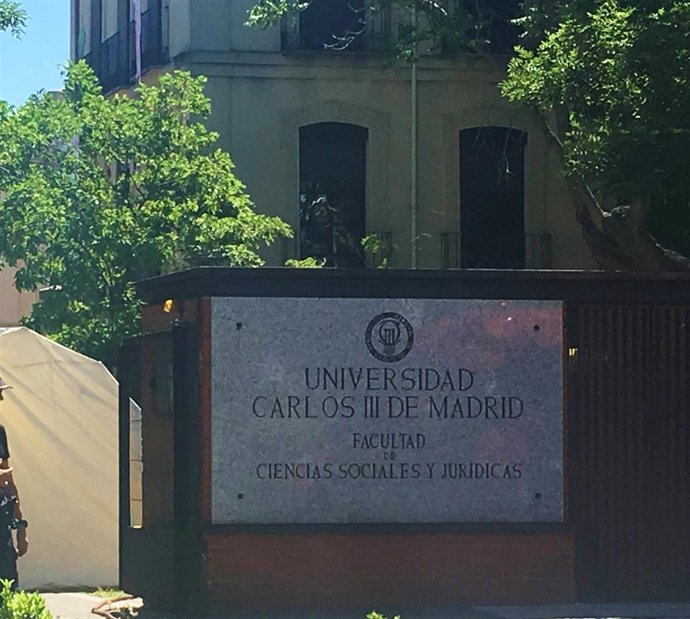 UNIVERSIDAD
CARLOS III DE MADRID
FACULTAD
DE
CIENCIAS SOCIALES Y JURIDICAS